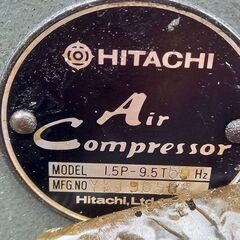 HITACHI
Air
Compressor
MODEL 1.5P-9.5T Hz
MFG.NO
Hitachi, Ltd.